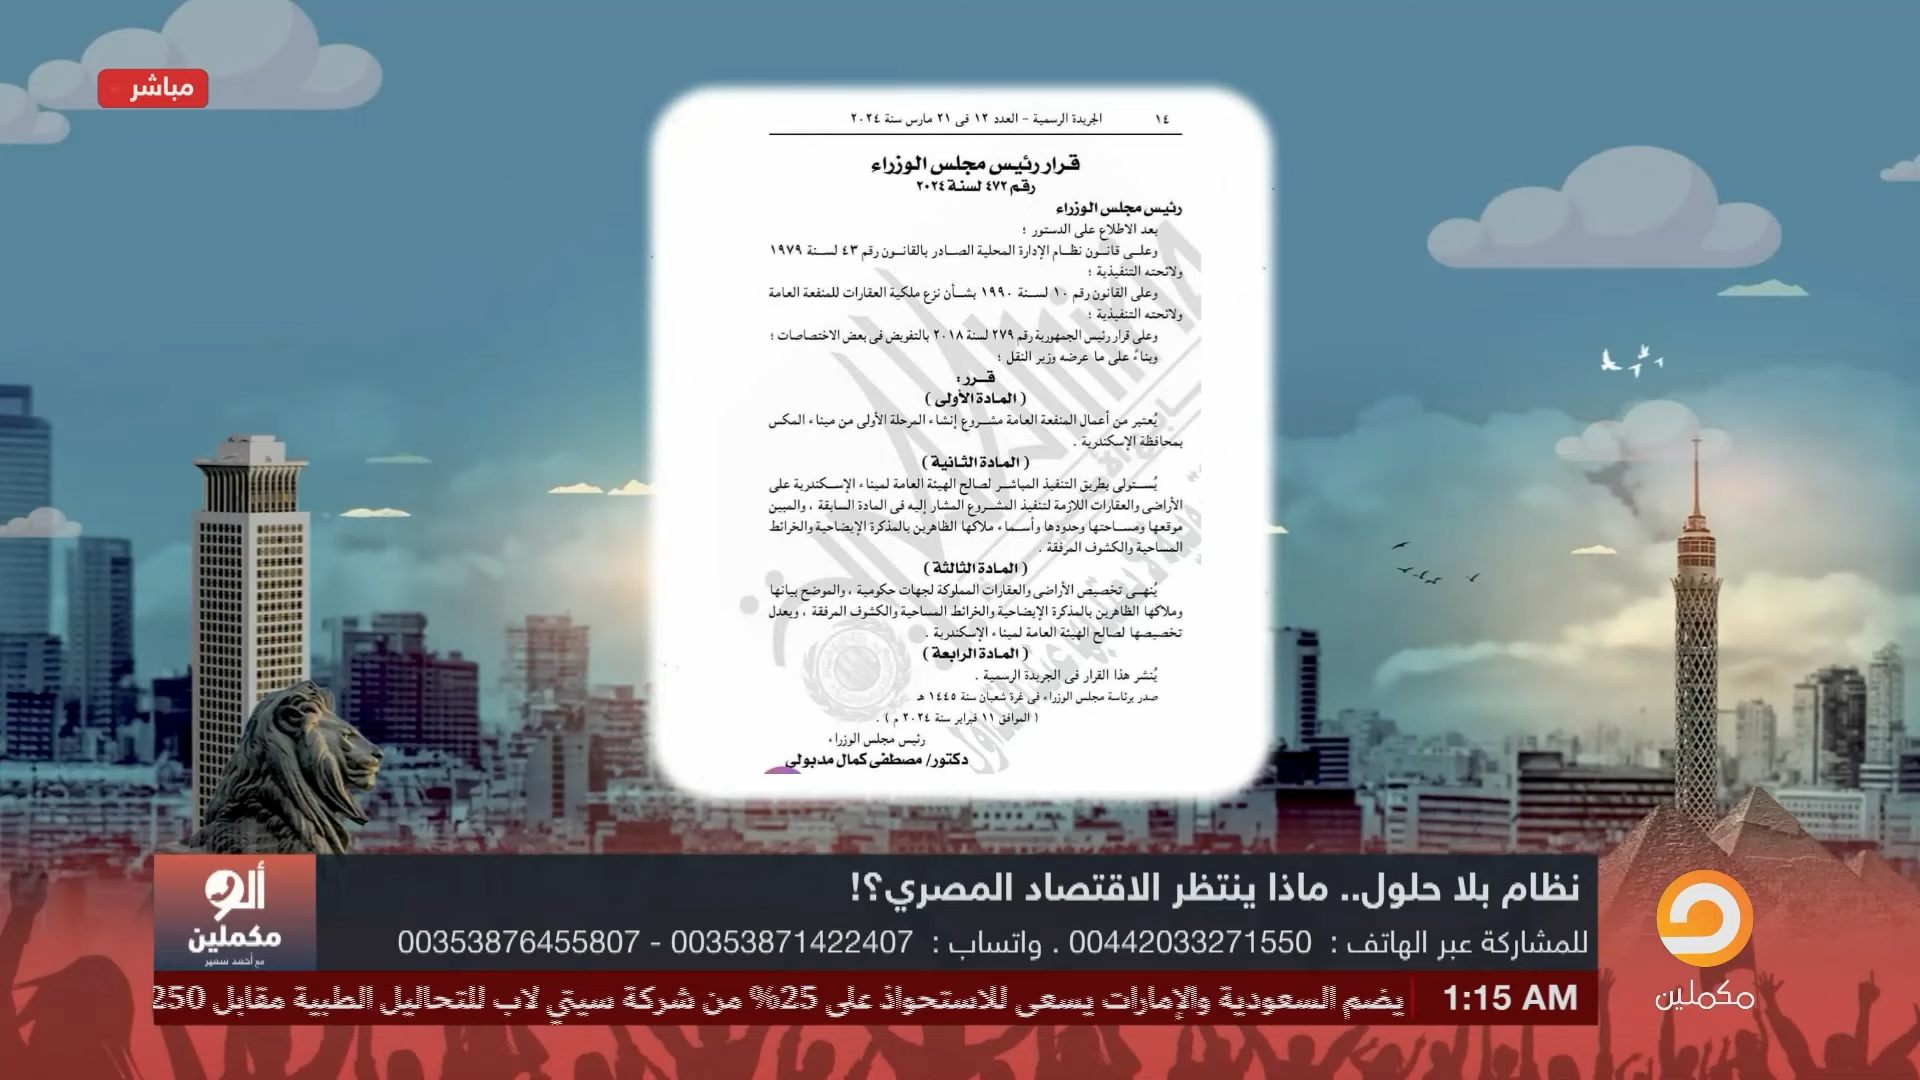 مباشر
١٤ الجريدة الرسمية - العدد ١٢ فى ٢١ مارس سنة ٢٠٢٤
قرار رئيس مجلس الوزراء
رقم ٤٧٢ لسنة ٢٠٢٤
رئيس مجلس الوزراء
بعد الاطلاع على الدستور ؛
وعلى قانون نظام الإدارة المحلية الصادر بالقانون رقم ٤٣ لسنة ١٩٧٩
ولائحته التنفيذية ؛
وعلى القانون رقم ١٠ لسنة ١٩٩٠ بشأن نزع ملكية العقارات للمنفعة العامة
ولائحته التنفيذية ؛
وعلى قرار رئيس الجمهورية رقم ٢٧٩ لسنة ٢٠١٨ بالتفويض فى بعض الاختصاصات ؛
وبناءً على ما عرضه وزير النقل ؛
قـرر :
( المادة الأولى )
يُعتبر من أعمال المنفعة العامة مشروع إنشاء المرحلة الأولى من ميناء المكس
بمحافظة الإسكندرية .
( المادة الثانية )
يُستولى بطريق التنفيذ المباشر لصالح الهيئة العامة لميناء الإسكندرية على
الأراضى والعقارات اللازمة لتنفيذ المشروع المشار إليه فى المادة السابقة ، والمبين
موقعها ومساحتها وحدودها وأسماء ملاكها الظاهرين بالمذكرة الإيضاحية والخرائط
المساحية والكشوف المرفقة .
( المادة الثالثة )
يُنهى تخصيص الأراضى والعقارات المملوكة لجهات حكومية ، والموضح بيانها
وملاكها الظاهرين بالمذكرة الإيضاحية والخرائط المساحية والكشوف المرفقة ، ويعدل
تخصيصها لصالح الهيئة العامة لميناء الإسكندرية .
( المادة الرابعة )
يُنشر هذا القرار فى الجريدة الرسمية .
صدر برئاسة مجلس الوزراء فى غرة شعبان سنة ١٤٤٥ هـ
( الموافق ١١ فبراير سنة ٢٠٢٤ م ) .
رئيس مجلس الوزراء
دكتور/ مصطفى كمال مدبولى
نظام بلا حلول.. ماذا ينتظر الاقتصاد المصري؟!
للمشاركة عبر الهاتف : 00442033271550 . واتساب : 00353871422407 - 00353876455807
ألو
مكملين
مع أحمد سمير
1:15 AM يضم السعودية والإمارات يسعى للاستحواذ على 25% من شركة سيتي لاب للتحاليل الطبية مقابل 250
مكملين